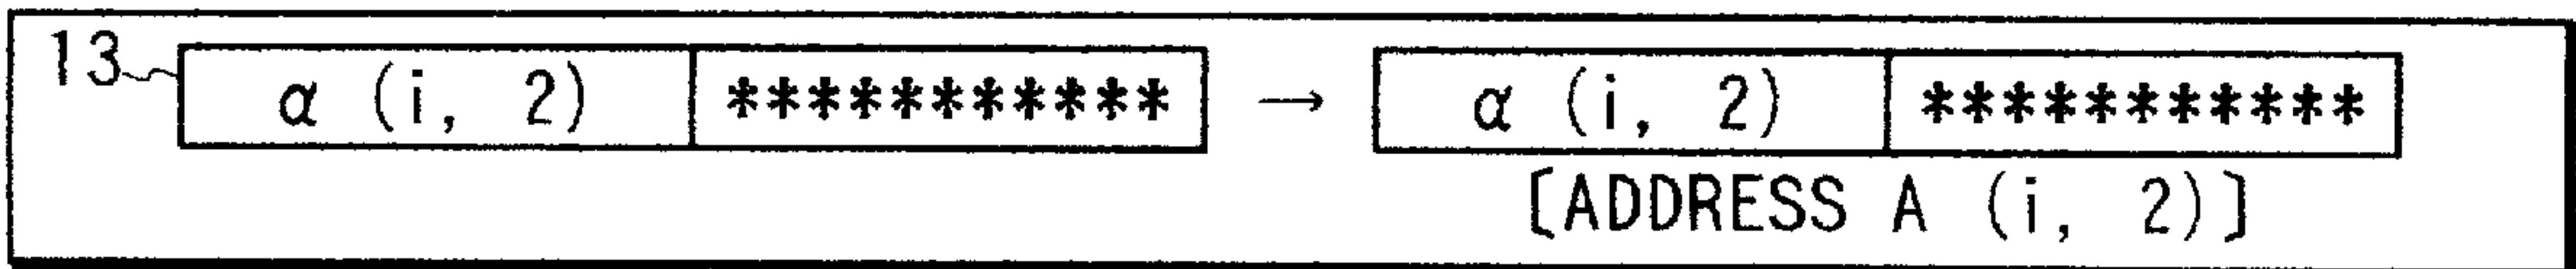 13 α (i, 2) *********** → α (i, 2) ***********
[ADDRESS A (i, 2)]